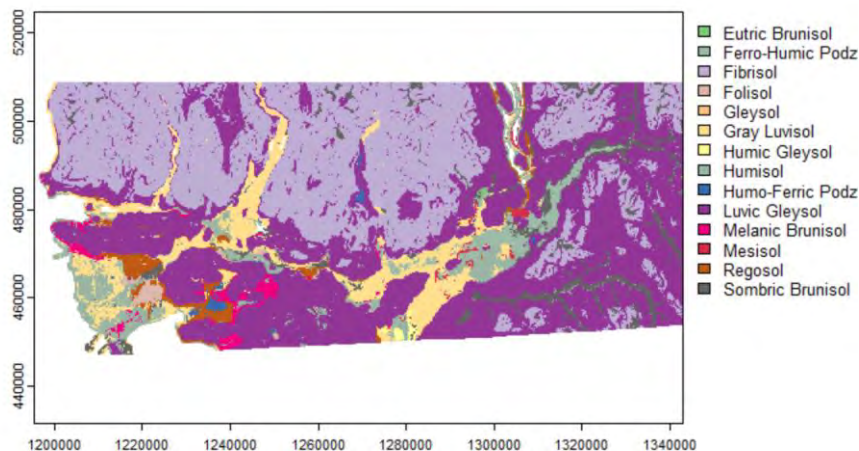 520000
500000
480000
460000
440000
1200000 1220000 1240000 1260000 1280000 1300000 1320000 1340000
Eutric Brunisol
Ferro-Humic Podz
Fibrisol
Folisol
Gleysol
Gray Luvisol
Humic Gleysol
Humisol
Humo-Ferric Podz
Luvic Gleysol
Melanic Brunisol
Mesisol
Regosol
Sombric Brunisol